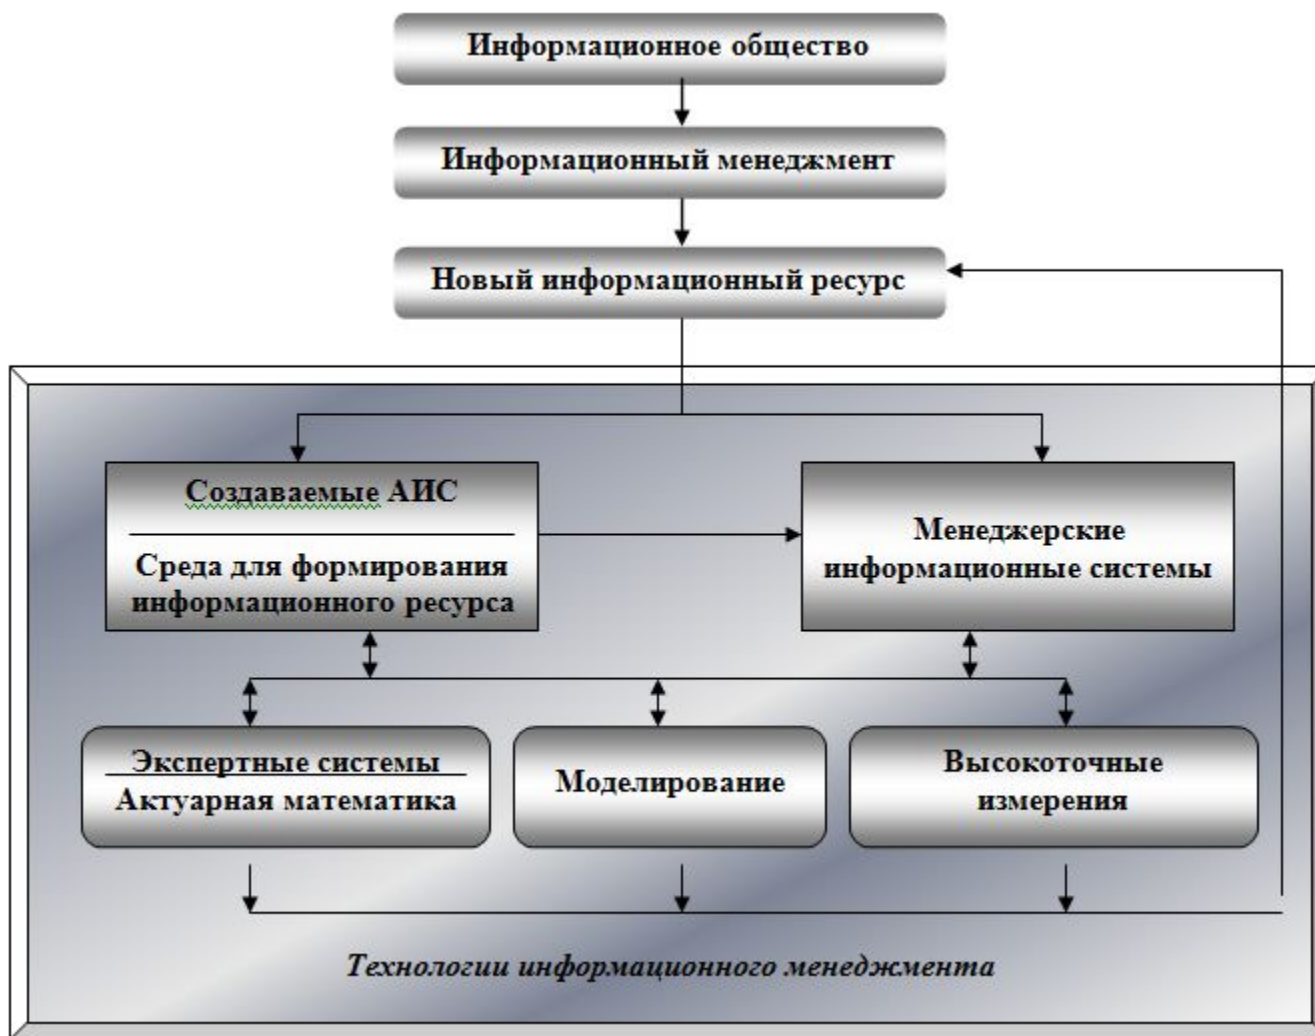 Информационное общество
Информационный менеджмент
Новый информационный ресурс
Создаваемые АИС
Среда для формирования
информационного ресурса
Менеджерские
информационные системы
Экспертные системы
Актуарная математика
Моделирование
Высокоточные
измерения
Технологии информационного менеджмента